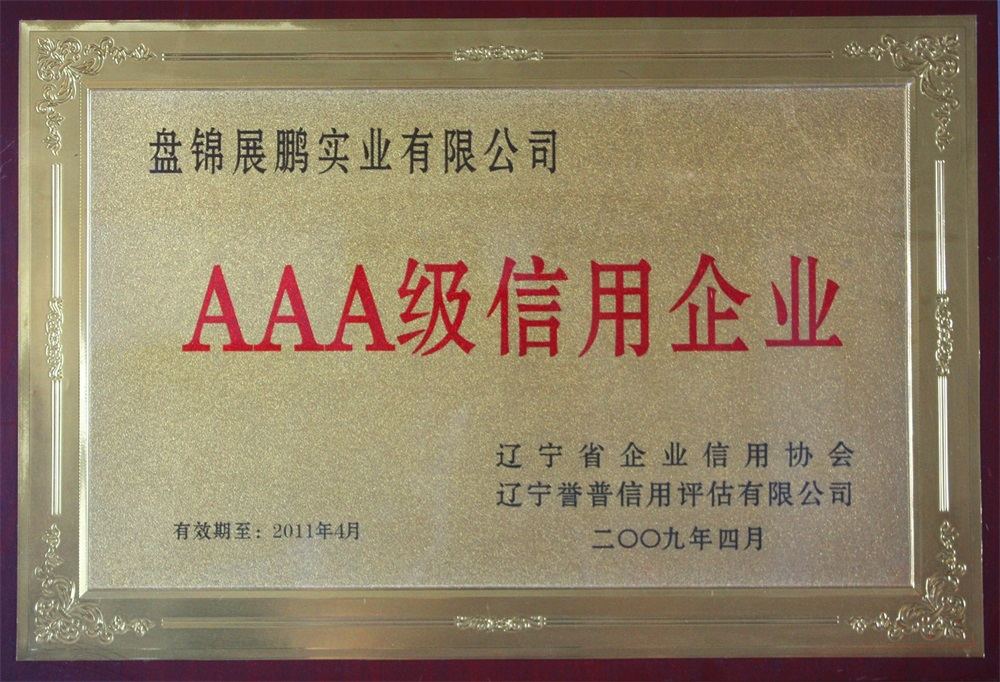 盘锦展鹏实业有限公司
AAA级信用企业
辽宁省企业信用协会
辽宁誉普信用评估有限公司
有效期至：2011年4月
二〇〇九年四月